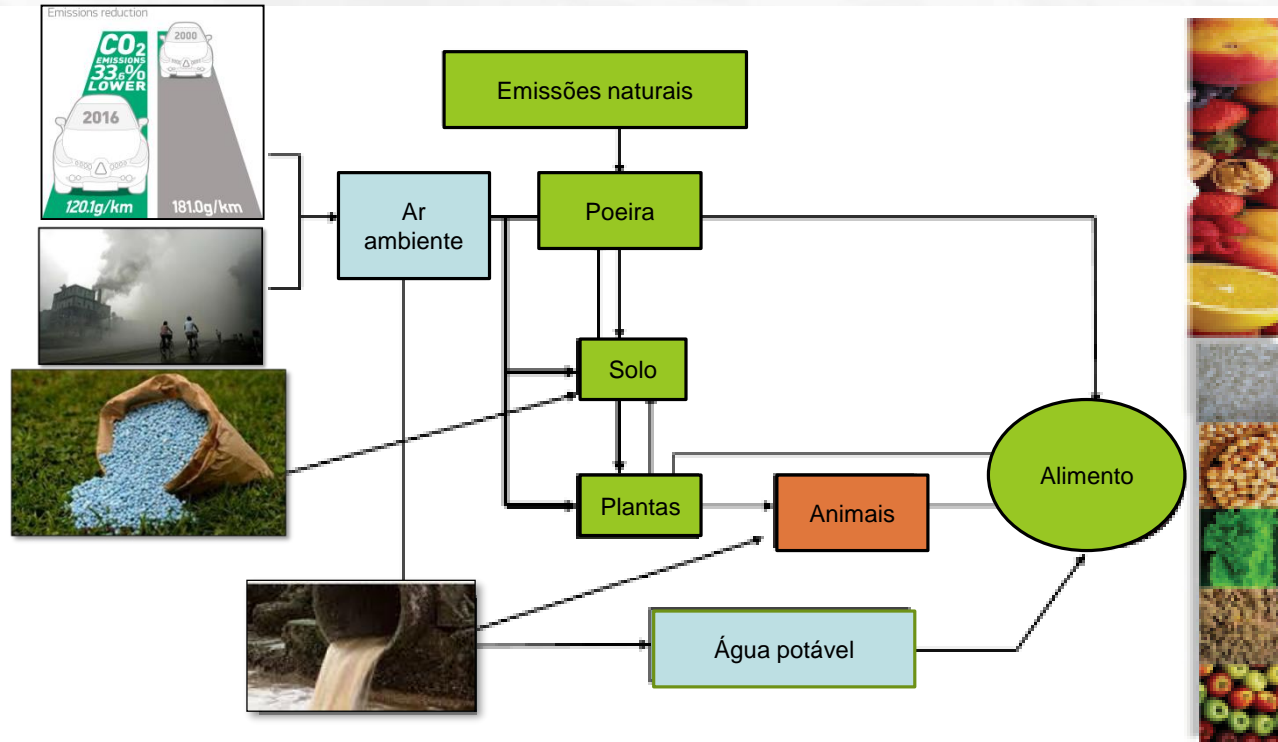 Emissions reduction
CO2
EMISSIONS
33.6%
LOWER
2000
2016
120.1g/km
181.0g/km
Emissões naturais
Ar
ambiente
Poeira
Solo
Plantas
Animais
Alimento
Água potável